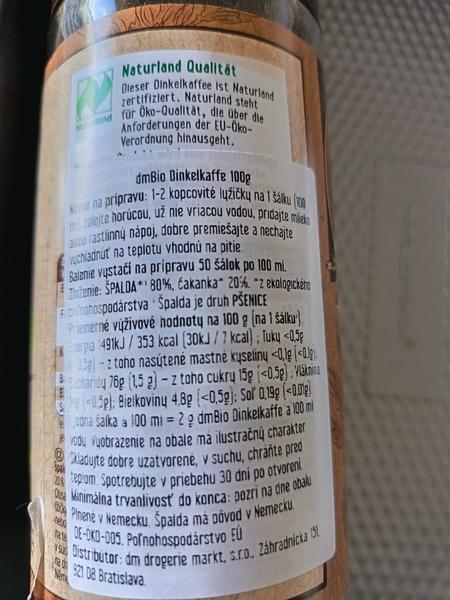 Naturland Qualität
Dieser Dinkelkaffee ist Naturland
zertifiziert. Naturland steht
für Öko-Qualität, die über die
Anforderungen der EU-Öko-
Verordnung hinausgeht.
Naturland
dmBio Dinkelkaffe 100g
na prípravu: 1-2 kopcovité lyžičky na 1 šálku (100
zalejte horúcou, už nie vriacou vodou, pridajte mlieko
alebo rastlinný nápoj, dobre premiešajte a nechajte
vychladnúť na teplotu vhodnú na pitie.
Balenie vystačí na prípravu 50 šálok po 100 ml.
Zloženie: ŠPALDA*¹ 80%, čakanka* 20%. *z ekologického
poľnohospodárstva ¹ Špalda je druh PŠENICE
Priemerné výživové hodnoty na 100 g (na 1 šálku¹)
Energia 1491kJ / 353 kcal (30kJ / 7 kcal) ; Tuky <0,5g
(<0,5g) – z toho nasýtené mastné kyseliny <0,1g (<0,1g);
Sacharidy 76g (1,5 g) – z toho cukry 15g (<0,5g) ; Vláknina
(<0,5g); Bielkoviny 4,8g (<0,5g); Soľ 0,19g (<0,01g)
Jedna šálka a 100 ml = 2 g dmBio Dinkelkaffe a 100 ml
vody Vyobrazenie na obale má ilustračný charakter
Skladujte dobre uzatvorené, v suchu, chráňte pred
teplom. Spotrebujte v priebehu 30 dní po otvorení.
Minimálna trvanlivosť do konca: pozri na dne obalu.
Plnené v Nemecku. Špalda má pôvod v Nemecku.
DE-ÖKO-005. Poľnohospodárstvo EÚ
Distribútor: dm drogerie markt, s.r.o., Záhradnícka 151,
821 08 Bratislava.